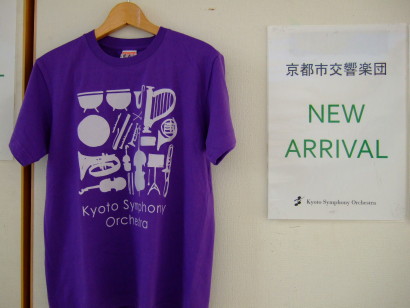 Kyoto Symphony
Orchestra
京都市交響楽団
NEW
ARRIVAL
Kyoto Symphony Orchestra